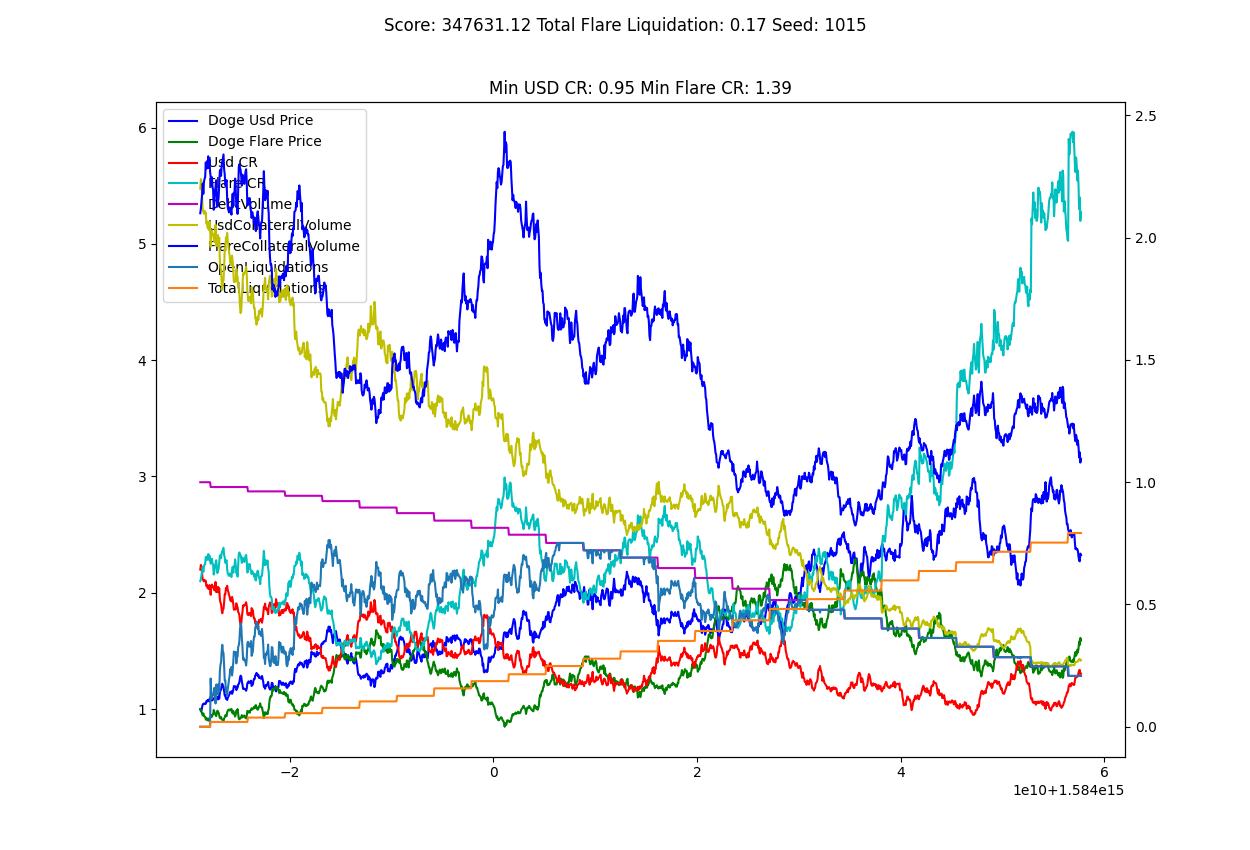 Score: 347631.12 Total Flare Liquidation: 0.17 Seed: 1015
Min USD CR: 0.95 Min Flare CR: 1.39
Doge Usd Price
Doge Flare Price
Usd CR
Flare CR
DebtVolume
UsdCollateralVolume
FlareCollateralVolume
OpenLiquidations
TotalLiquidations
6
5
4
3
2
1
2.5
2.0
1.5
1.0
0.5
0.0
−2
0
2
4
6
1e10+1.584e15